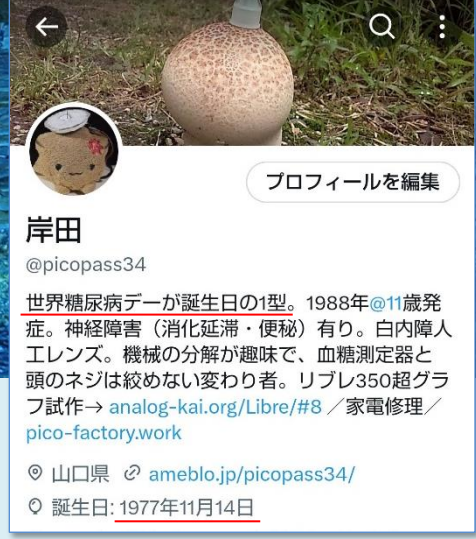 プロフィールを編集
岸田
@picopass34
世界糖尿病デーが誕生日の1型。1988年@11歳発
症。神経障害（消化延滞・便秘）有り。白内障人
工レンズ。機械の分解が趣味で、血糖測定器と
頭のネジは絞めない変わり者。リブレ350超グラ
フ試作→ analog-kai.org/Libre/#8 ／家電修理／
pico-factory.work
山口県 ameblo.jp/picopass34/
誕生日: 1977年11月14日